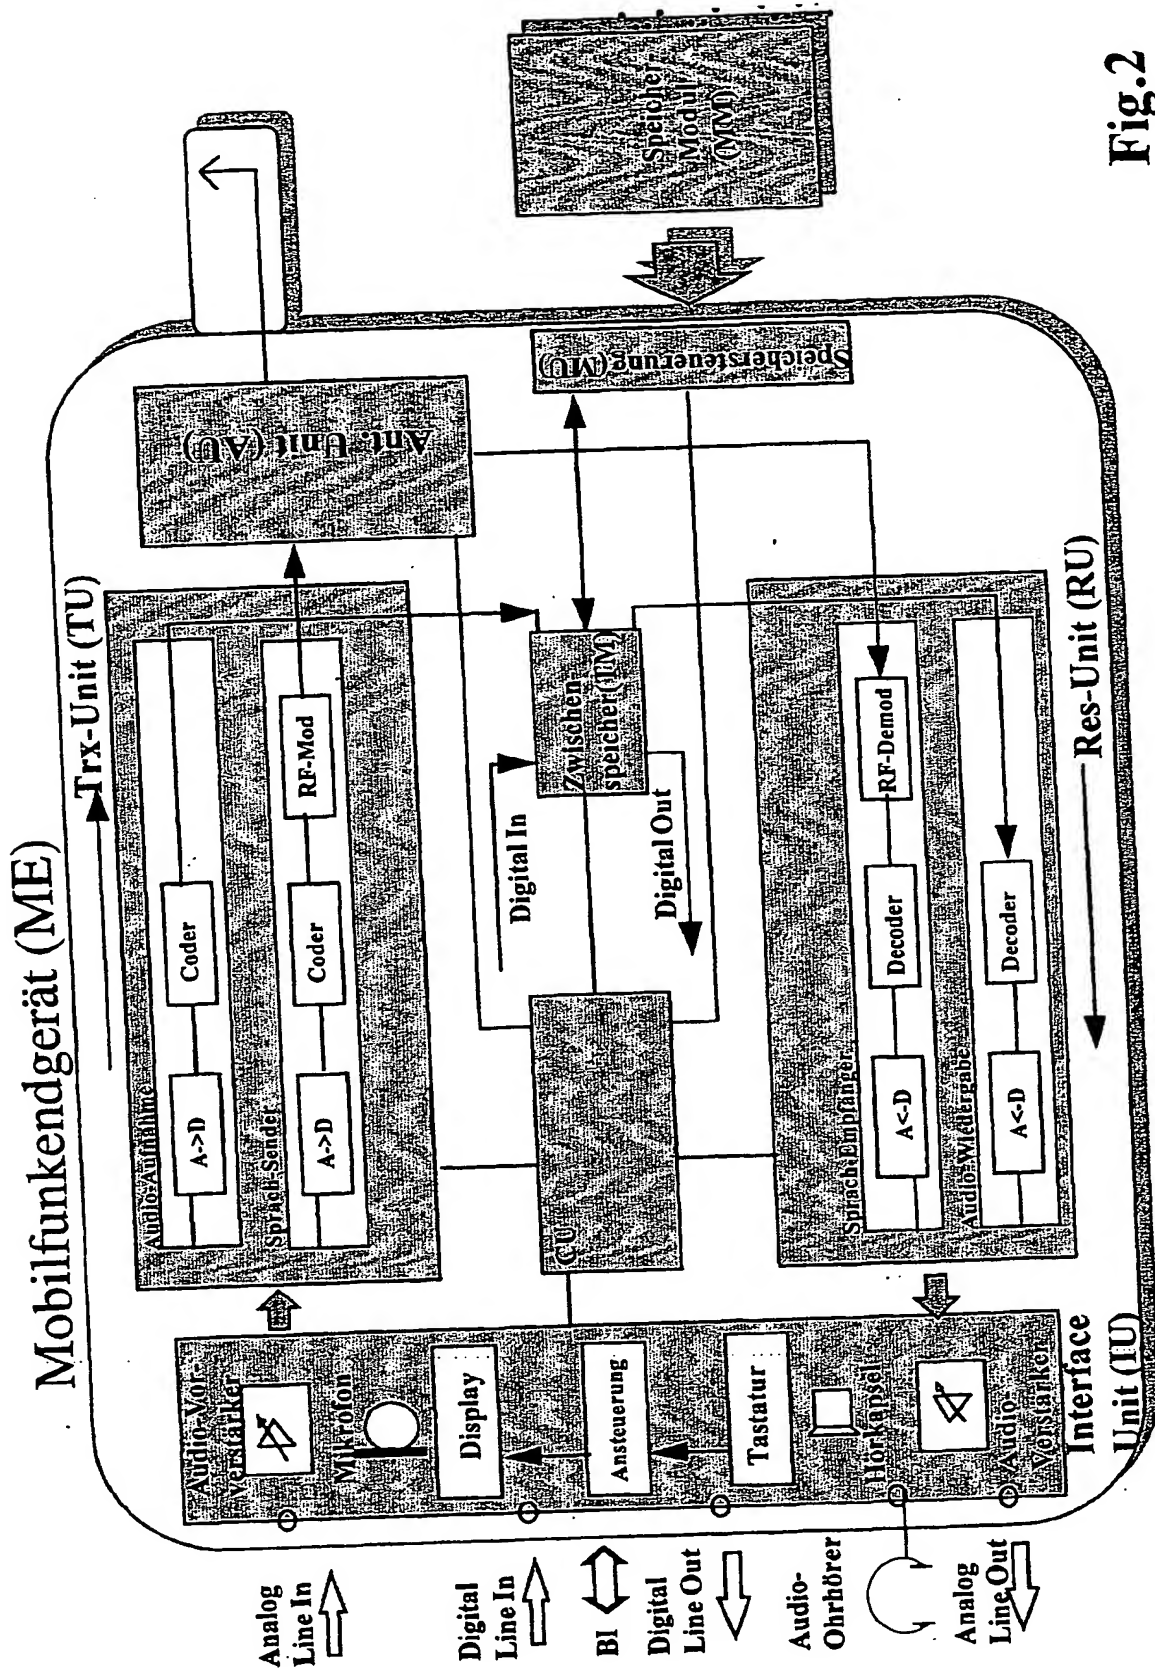 Mobilfunkendgerät (ME)
Trx-Unit (TU)
Audio-Aufnahme
A->D
Coder
Sprach-Sender
A->D
Coder
RF-Mod
Ant. Unit (AU)
Audio-Vor-
verstärker
Mikrofon
Display
Ansteuerung
Tastatur
Hörkapsel
Audio-
Verstärker
Interface
Unit (IU)
Analog
Line In
Digital
Line In
BI
Digital
Line Out
Audio-
Ohrhörer
Analog
Line Out
CU
Digital In
Zwischen-
speicher(TM)
Digital Out
Speichersteuerung(MU)
Speicher
Modul
(MM)
Sprach-Empfänger
A<-D
Decoder
RF-Demod
Audio-Wiedergabe
A<-D
Decoder
Res-Unit (RU)
Fig.2